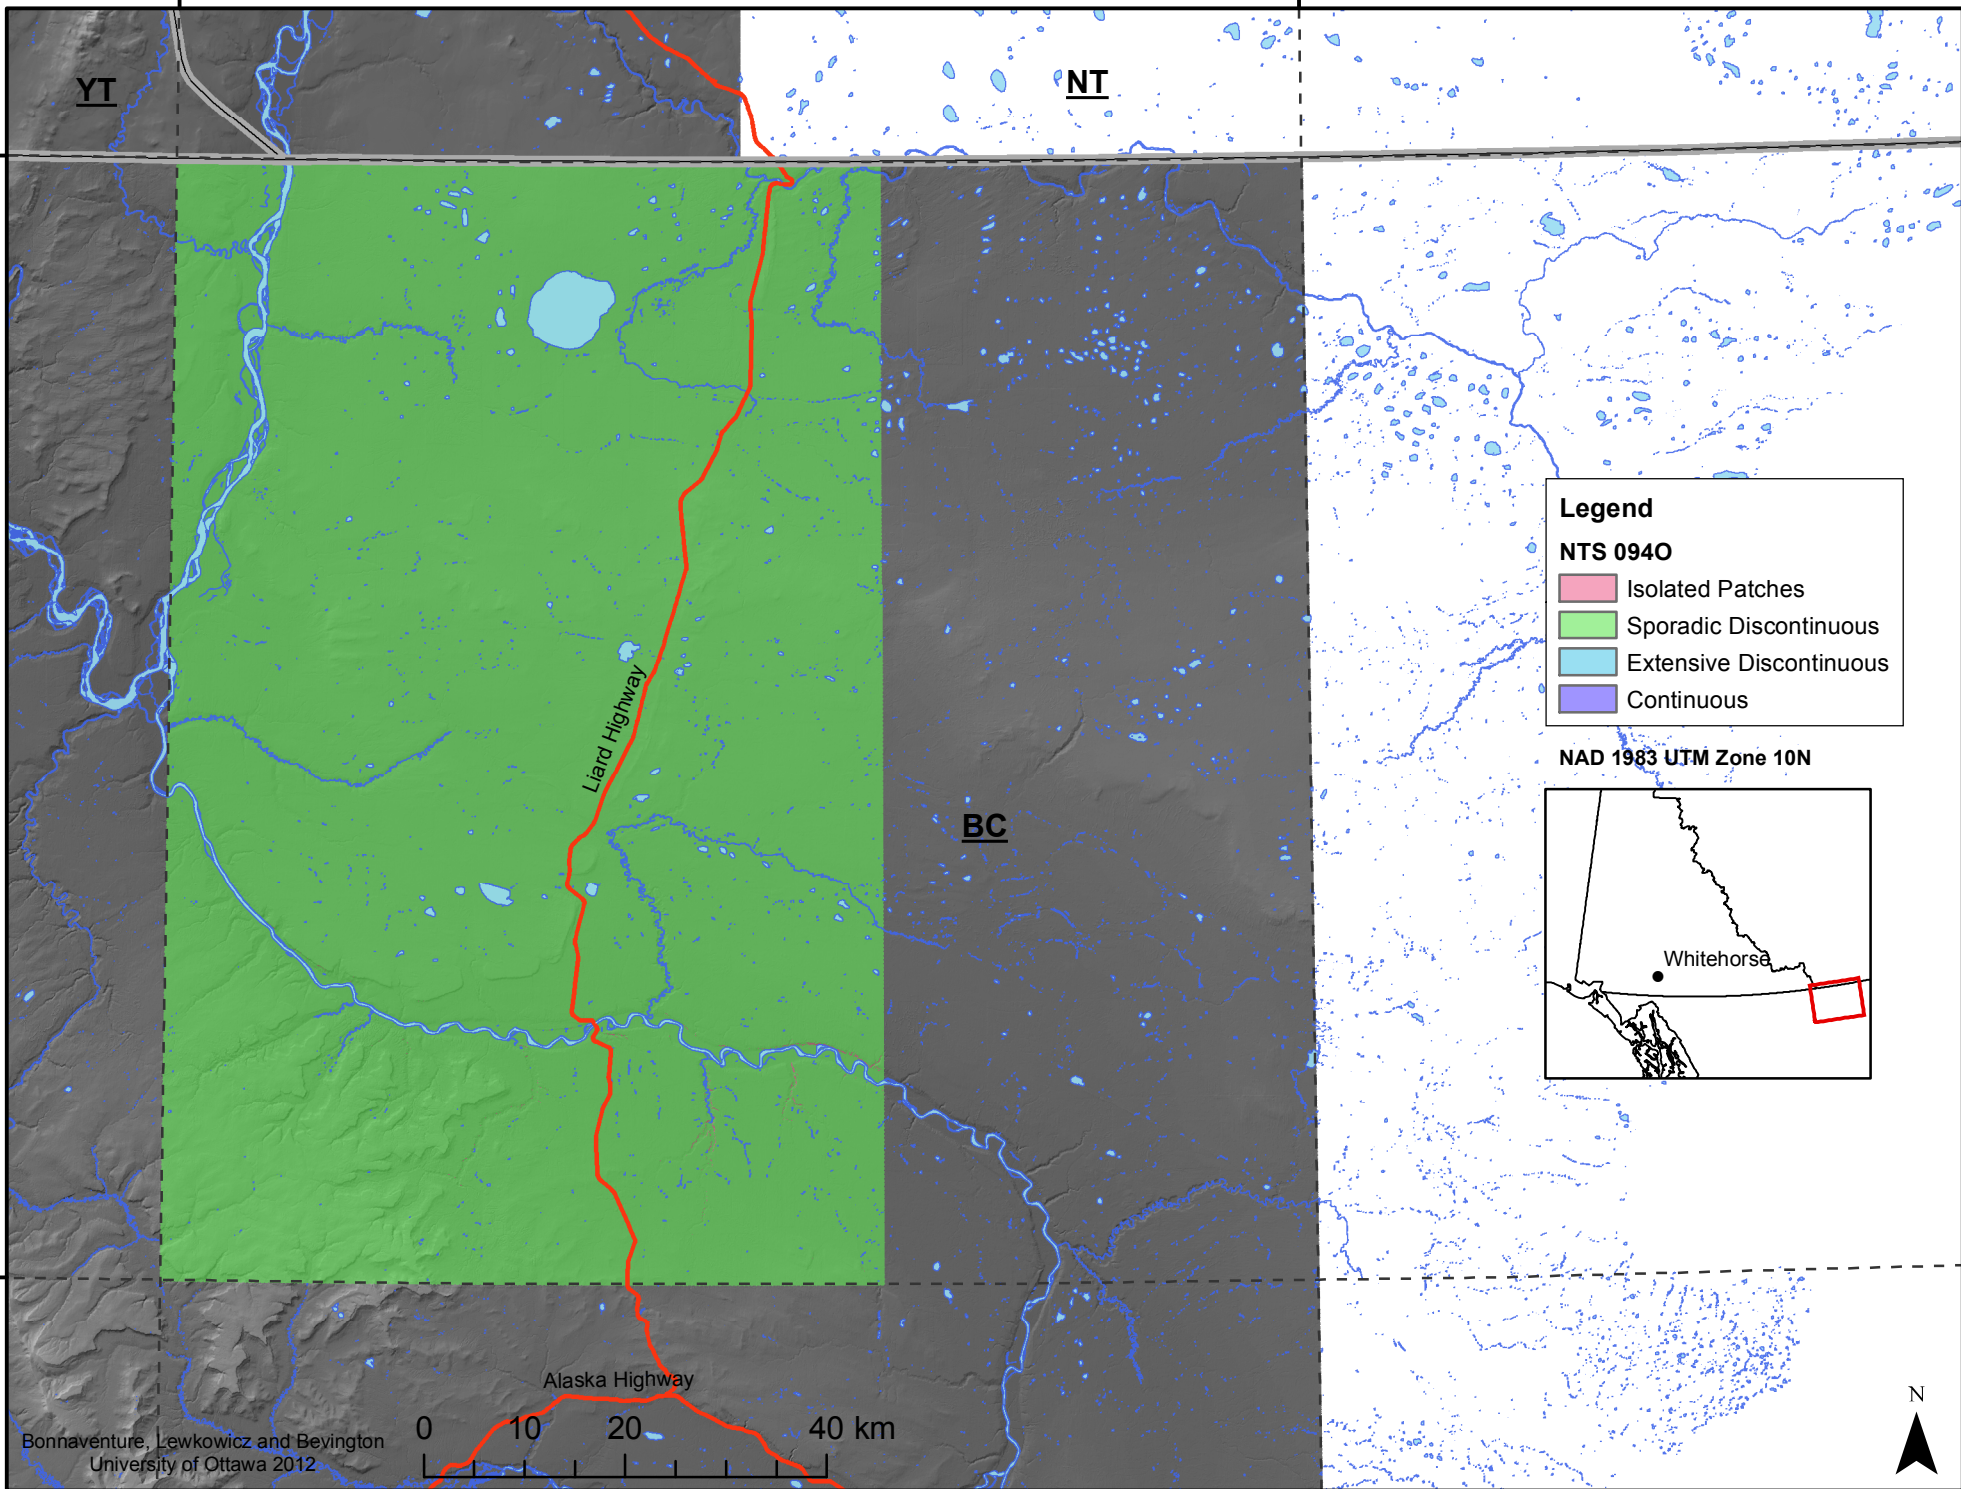 YT
NT
Legend
NTS 094O
Isolated Patches
Sporadic Discontinuous
Extensive Discontinuous
Continuous
NAD 1983 UTM Zone 10N
Liard Highway
BC
Whitehorse
Alaska Highway
0 10 20 40 km
Bonnaventure, Lewkowicz and Bevington
University of Ottawa 2012
N